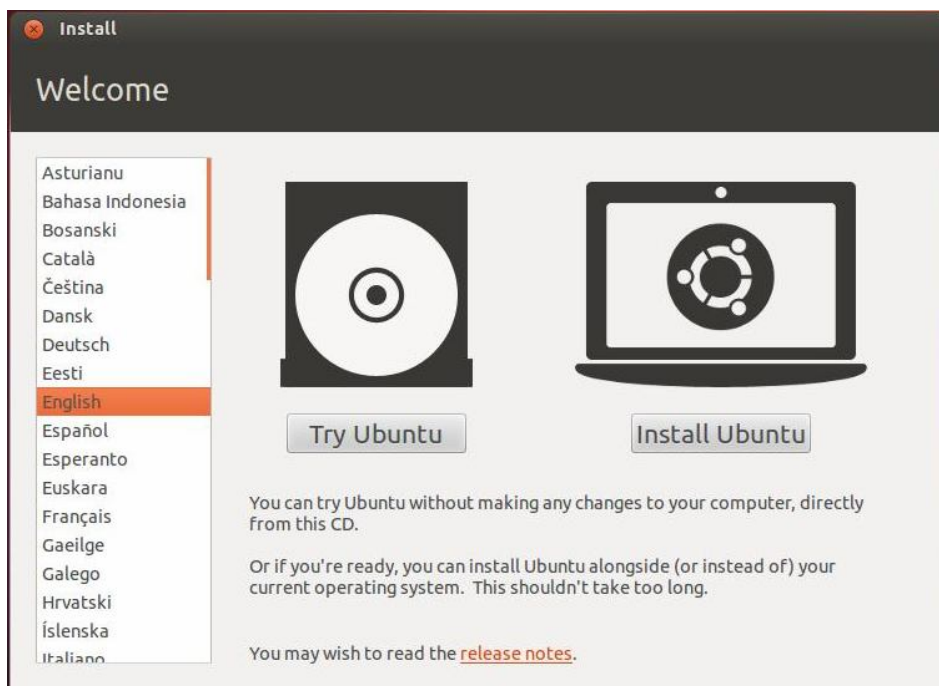 Install
Welcome
Asturianu
Bahasa Indonesia
Bosanski
Català
Čeština
Dansk
Deutsch
Eesti
English
Español
Esperanto
Euskara
Français
Gaeilge
Galego
Hrvatski
Íslenska
Italiano
Try Ubuntu
Install Ubuntu
You can try Ubuntu without making any changes to your computer, directly
from this CD.
Or if you're ready, you can install Ubuntu alongside (or instead of) your
current operating system. This shouldn't take too long.
You may wish to read the release notes.